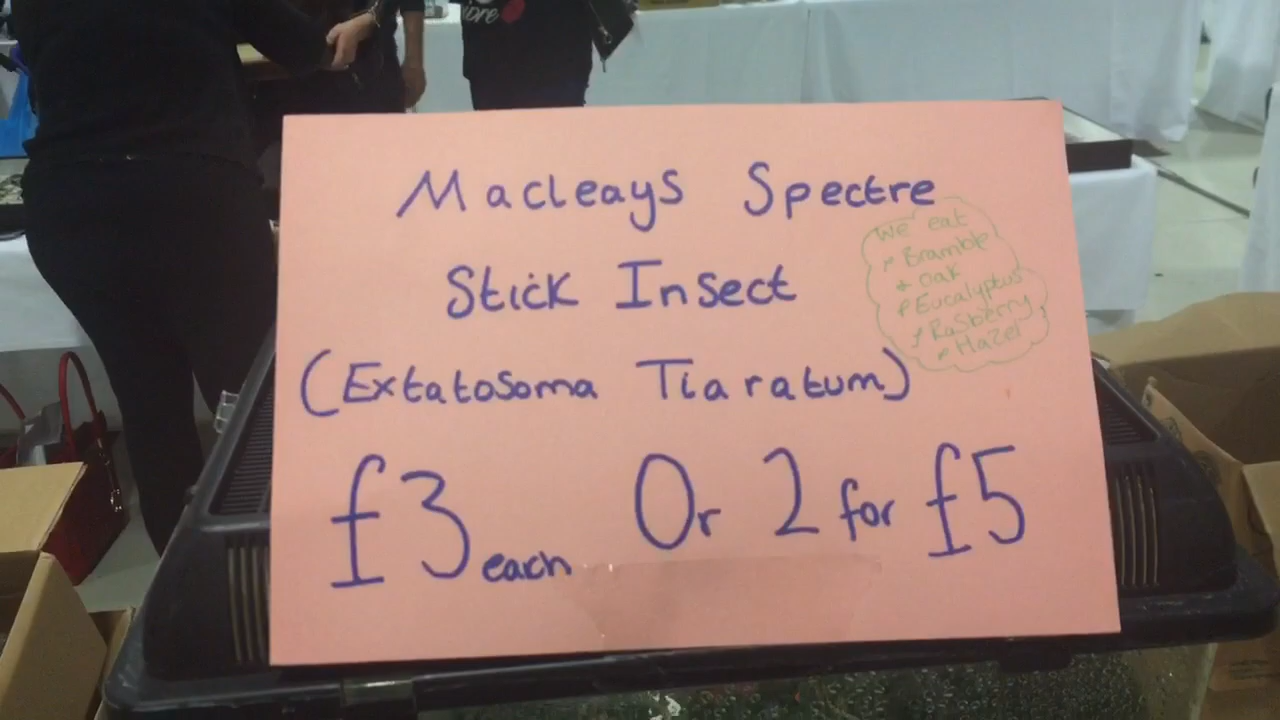 Macleays Spectre
Stick Insect
(Extatosoma Tiaratum)
£3 each Or 2 for £5
We eat
Bramble
Oak
Eucalyptus
Rasberry
Hazel